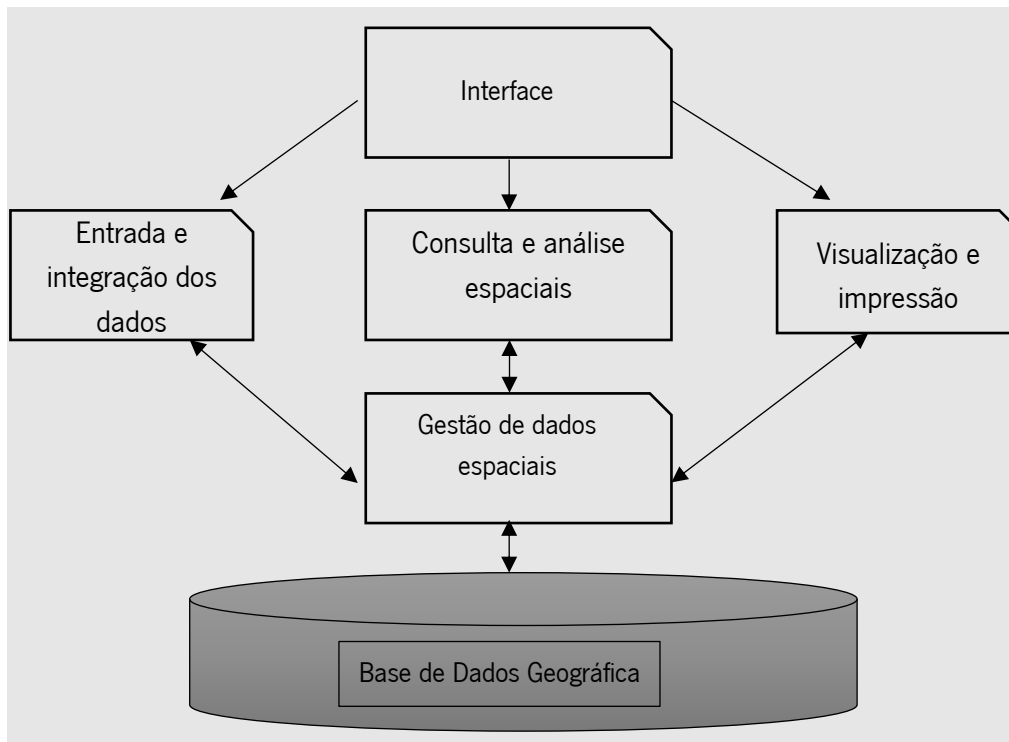 Interface
Entrada e
integração dos
dados
Consulta e análise
espaciais
Visualização e
impressão
Gestão de dados
espaciais
Base de Dados Geográfica